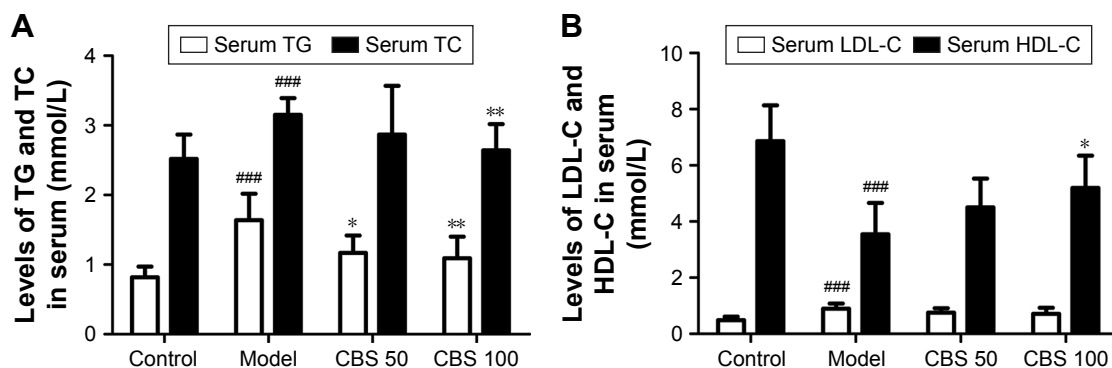 A
Serum TG
Serum TC
Levels of TG and TC
in serum (mmol/L)
4
3
2
1
0
###
###
*
**
**
Control
Model
CBS 50
CBS 100
B
Serum LDL-C
Serum HDL-C
Levels of LDL-C and
HDL-C in serum
(mmol/L)
10
8
6
4
2
0
###
###
*
Control
Model
CBS 50
CBS 100